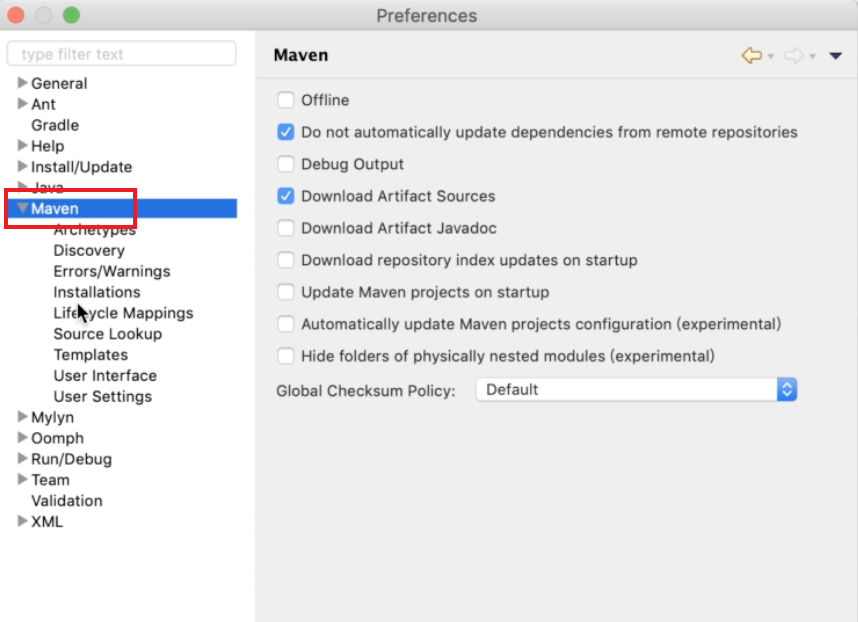 Preferences
type filter text
General
Ant
Gradle
Help
Install/Update
Java
Maven
Archetypes
Discovery
Errors/Warnings
Installations
Lifecycle Mappings
Source Lookup
Templates
User Interface
User Settings
Mylyn
Oomph
Run/Debug
Team
Validation
XML
Maven
Offline
Do not automatically update dependencies from remote repositories
Debug Output
Download Artifact Sources
Download Artifact Javadoc
Download repository index updates on startup
Update Maven projects on startup
Automatically update Maven projects configuration (experimental)
Hide folders of physically nested modules (experimental)
Global Checksum Policy: Default